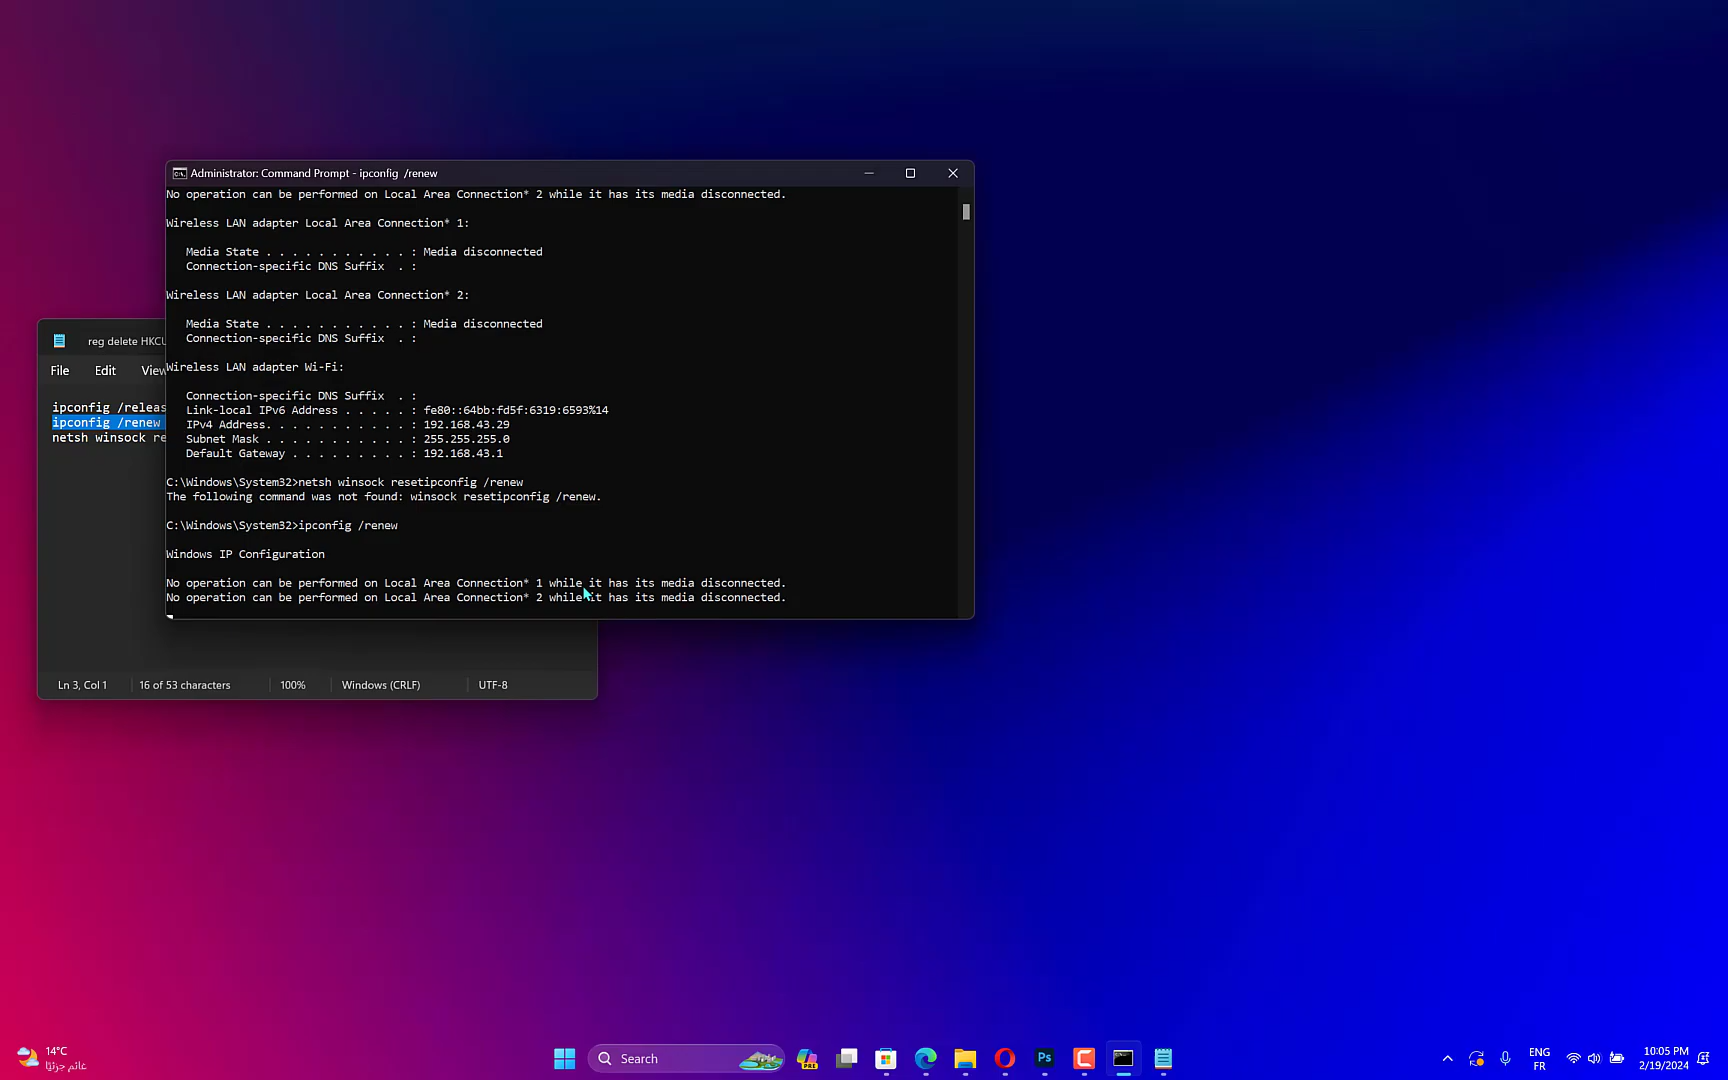 Administrator: Command Prompt - ipconfig  /renew
No operation can be performed on Local Area Connection* 2 while it has its media disconnected.
Wireless LAN adapter Local Area Connection* 1:
Media State . . . . . . . . . . . : Media disconnected
Connection-specific DNS Suffix  . :
Wireless LAN adapter Local Area Connection* 2:
Media State . . . . . . . . . . . : Media disconnected
Connection-specific DNS Suffix  . :
Wireless LAN adapter Wi-Fi:
Connection-specific DNS Suffix  . :
Link-local IPv6 Address . . . . . : fe80::64bb:fd5f:6319:6593%14
IPv4 Address. . . . . . . . . . . : 192.168.43.29
Subnet Mask . . . . . . . . . . . : 255.255.255.0
Default Gateway . . . . . . . . . : 192.168.43.1
C:\Windows\System32>netsh winsock resetipconfig /renew
The following command was not found: winsock resetipconfig /renew.
C:\Windows\System32>ipconfig /renew
Windows IP Configuration
No operation can be performed on Local Area Connection* 1 while it has its media disconnected.
No operation can be performed on Local Area Connection* 2 while it has its media disconnected.
reg delete HKCU
File Edit View
ipconfig /releas
ipconfig /renew
netsh winsock re
Ln 3, Col 1 16 of 53 characters 100% Windows (CRLF) UTF-8
14°C
غائم جزئيًا
Search
PRE
Ps
ENG
FR
10:05 PM
2/19/2024